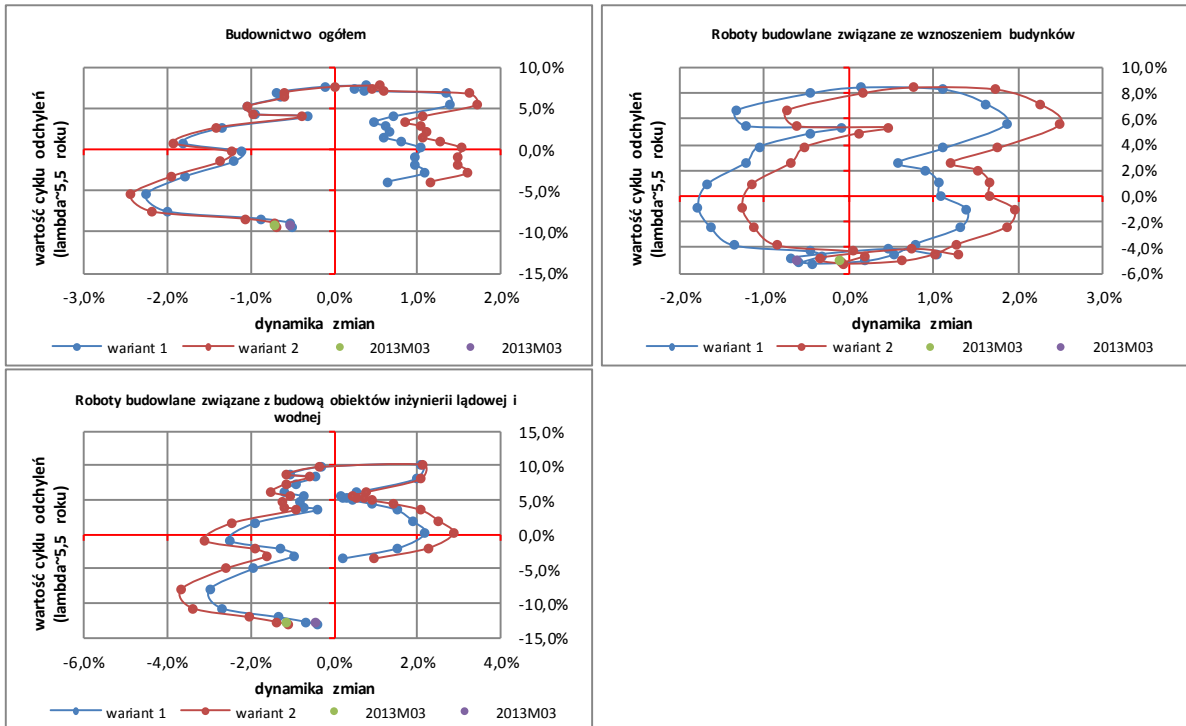 Budownictwo ogółem
10,0%
5,0%
0,0%
-5,0%
-10,0%
-15,0%
wartość cyklu odchyleń
(lambda~5,5 roku)
-3,0% -2,0% -1,0% 0,0% 1,0% 2,0%
dynamika zmian
wariant 1 wariant 2 2013M03 2013M03
Roboty budowlane związane ze wznoszeniem budynków
10,0%
8,0%
6,0%
4,0%
2,0%
0,0%
-2,0%
-4,0%
-6,0%
wartość cyklu odchyleń
(lambda~5,5 roku)
-2,0% -1,0% 0,0% 1,0% 2,0% 3,0%
dynamika zmian
wariant 1 wariant 2 2013M03 2013M03
Roboty budowlane związane z budową obiektów inżynierii lądowej i
wodnej
15,0%
10,0%
5,0%
0,0%
-5,0%
-10,0%
-15,0%
wartość cyklu odchyleń
(lambda~5,5 roku)
-6,0% -4,0% -2,0% 0,0% 2,0% 4,0%
dynamika zmian
wariant 1 wariant 2 2013M03 2013M03